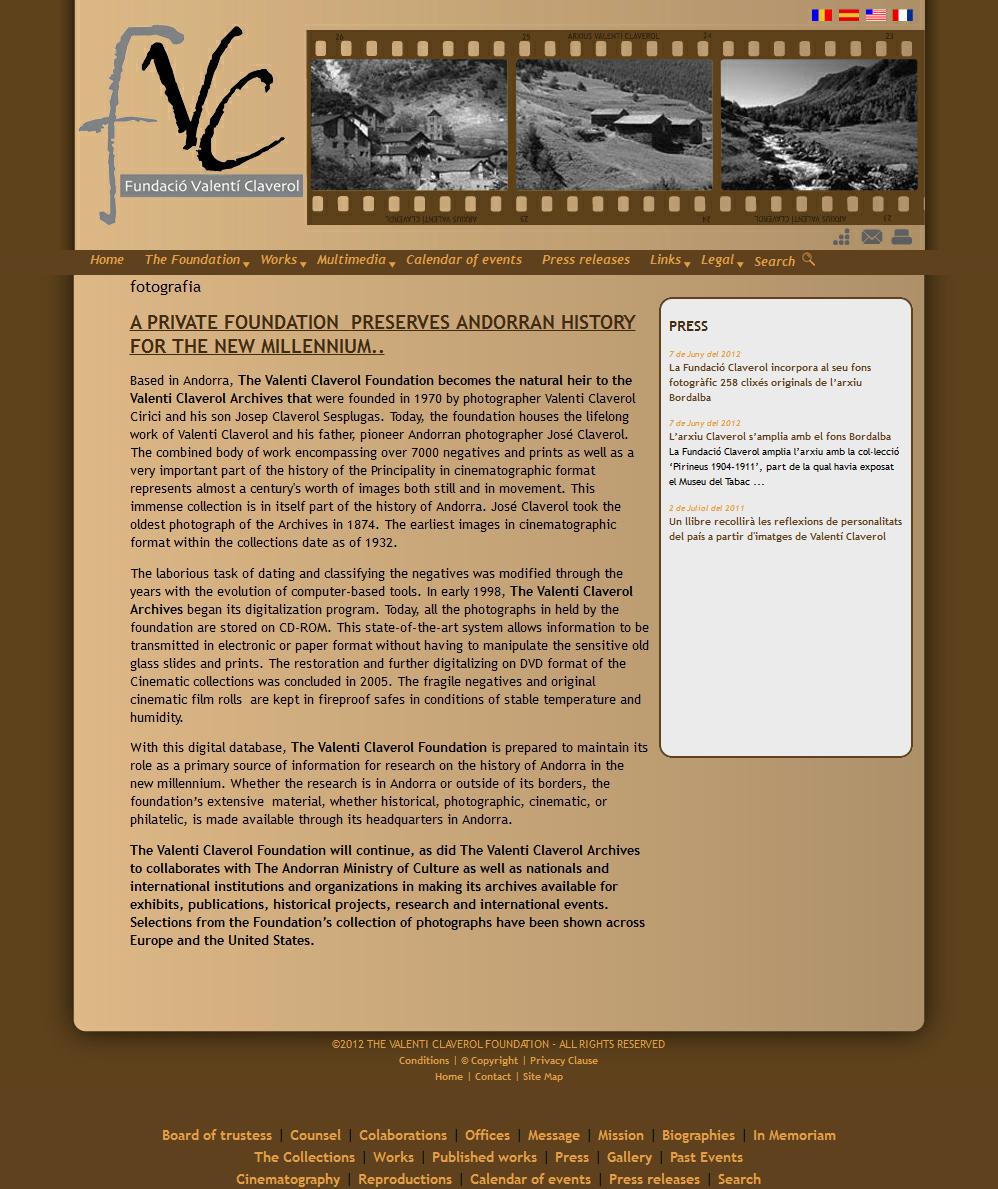 26 25 ARXIUS VALENTÍ CLAVEROL 24 23
Fundació Valentí Claverol
ARXIUS VALENTÍ CLAVEROL 25 24 ARXIUS VALENTÍ CLAVEROL 23
Home The Foundation Works Multimedia Calendar of events Press releases Links Legal Search
fotografia
A PRIVATE FOUNDATION  PRESERVES ANDORRAN HISTORY
FOR THE NEW MILLENNIUM..
Based in Andorra, The Valenti Claverol Foundation becomes the natural heir to the
Valenti Claverol Archives that were founded in 1970 by photographer Valenti Claverol
Cirici and his son Josep Claverol Sesplugas. Today, the foundation houses the lifelong
work of Valenti Claverol and his father, pioneer Andorran photographer José Claverol.
The combined body of work encompassing over 7000 negatives and prints as well as a
very important part of the history of the Principality in cinematographic format
represents almost a century's worth of images both still and in movement. This
immense collection is in itself part of the history of Andorra. José Claverol took the
oldest photograph of the Archives in 1874. The earliest images in cinematographic
format within the collections date as of 1932.
The laborious task of dating and classifying the negatives was modified through the
years with the evolution of computer-based tools. In early 1998, The Valenti Claverol
Archives began its digitalization program. Today, all the photographs in held by the
foundation are stored on CD-ROM. This state-of-the-art system allows information to be
transmitted in electronic or paper format without having to manipulate the sensitive old
glass slides and prints. The restoration and further digitalizing on DVD format of the
Cinematic collections was concluded in 2005. The fragile negatives and original
cinematic film rolls  are kept in fireproof safes in conditions of stable temperature and
humidity.
With this digital database, The Valenti Claverol Foundation is prepared to maintain its
role as a primary source of information for research on the history of Andorra in the
new millennium. Whether the research is in Andorra or outside of its borders, the
foundation’s extensive  material, whether historical, photographic, cinematic, or
philatelic, is made available through its headquarters in Andorra.
The Valenti Claverol Foundation will continue, as did The Valenti Claverol Archives
to collaborates with The Andorran Ministry of Culture as well as nationals and
international institutions and organizations in making its archives available for
exhibits, publications, historical projects, research and international events.
Selections from the Foundation’s collection of photographs have been shown across
Europe and the United States.
PRESS
7 de Juny del 2012
La Fundació Claverol incorpora al seu fons
fotogràfic 258 clixés originals de l’arxiu
Bordalba
7 de Juny del 2012
L’arxiu Claverol s’amplia amb el fons Bordalba
La Fundació Claverol amplia l’arxiu amb la col·lecció
‘Pirineus 1904-1911’, part de la qual havia exposat
el Museu del Tabac ...
2 de Juliol del 2011
Un llibre recollirà les reflexions de personalitats
del país a partir d'imatges de Valentí Claverol
©2012 THE VALENTI CLAVEROL FOUNDATION - ALL RIGHTS RESERVED
Conditions | © Copyright | Privacy Clause
Home | Contact | Site Map
Board of trustess | Counsel | Colaborations | Offices | Message | Mission | Biographies | In Memoriam
The Collections | Works | Published works | Press | Gallery | Past Events
Cinematography | Reproductions | Calendar of events | Press releases | Search